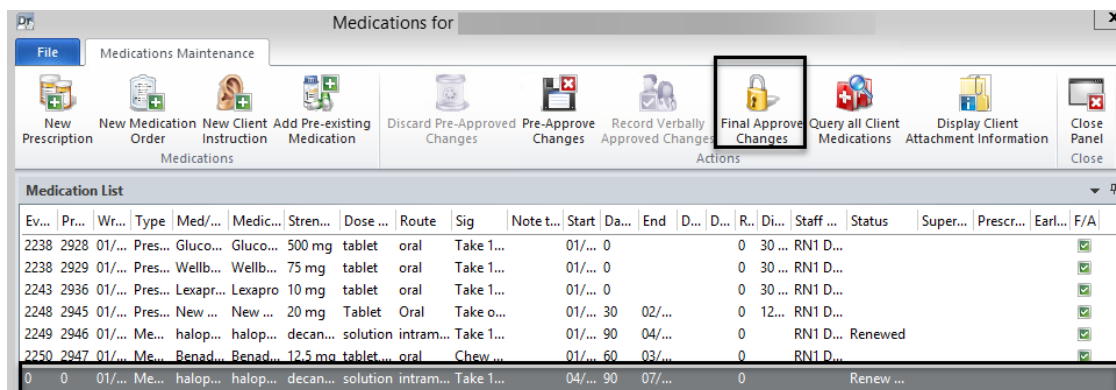 Dr
Medications for
x
File Medications Maintenance
New Prescription
New Medication Order
New Client Instruction
Add Pre-existing Medication
Discard Pre-Approved Changes
Pre-Approve Changes
Record Verbally Approved Changes
Final Approve Changes
Query all Client Medications
Display Client Attachment Information
Close Panel
Medications Actions Close
Medication List
Ev... Pr... Wr... Type Med/... Medic... Stren... Dose ... Route Sig Note t... Start Da... End D... D... R.. Di... Staff ... Status Super... Prescr... Earl... F/A
2238 2928 01/... Pres... Gluco... Gluco... 500 mg tablet oral Take 1... 01/... 0 0 30 ... RN1 D...
2238 2929 01/... Pres... Wellb... Wellb... 75 mg tablet oral Take 1... 01/... 0 0 30 ... RN1 D...
2243 2936 01/... Pres... Lexapr... Lexapro 10 mg tablet oral Take 1... 01/... 0 0 30 ... RN1 D...
2248 2945 01/... Pres... New ... New ... 20 mg Tablet Oral Take o... 01/... 30 02/... 0 12... RN1 D...
2249 2946 01/... Me... halop... halop... decan... solution intram... Take 1... 01/... 90 04/... 0 RN1 D... Renewed
2250 2947 01/... Me... Benad... Benad... 12.5 mg tablet,... oral Chew ... 01/... 60 03/... 0 RN1 D...
0 0 01/... Me... halop... halop... decan... solution intram... Take 1... 04/... 90 07/... 0 Renew ...